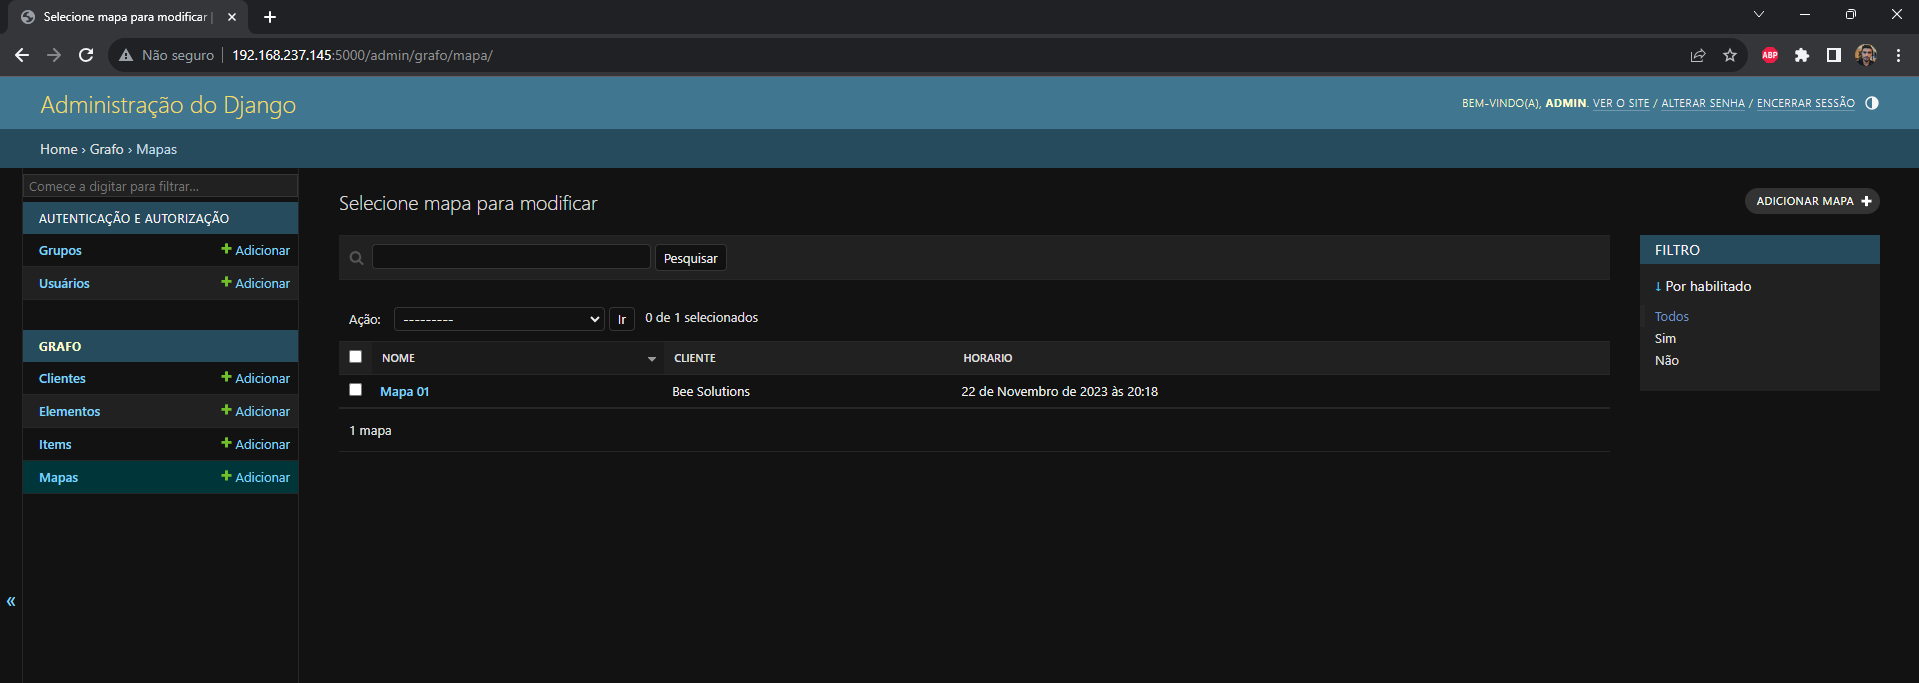 Selecione mapa para modificar |
Não seguro | 192.168.237.145:5000/admin/grafo/mapa/
ABP
Administração do Django
BEM-VINDO(A), ADMIN. VER O SITE / ALTERAR SENHA / ENCERRAR SESSÃO
Home › Grafo › Mapas
Comece a digitar para filtrar...
AUTENTICAÇÃO E AUTORIZAÇÃO
Grupos + Adicionar
Usuários + Adicionar
GRAFO
Clientes + Adicionar
Elementos + Adicionar
Items + Adicionar
Mapas + Adicionar
«
Selecione mapa para modificar
ADICIONAR MAPA +
Pesquisar
Ação: --------- Ir 0 de 1 selecionados
NOME CLIENTE HORARIO
Mapa 01 Bee Solutions 22 de Novembro de 2023 às 20:18
1 mapa
FILTRO
↓ Por habilitado
Todos
Sim
Não